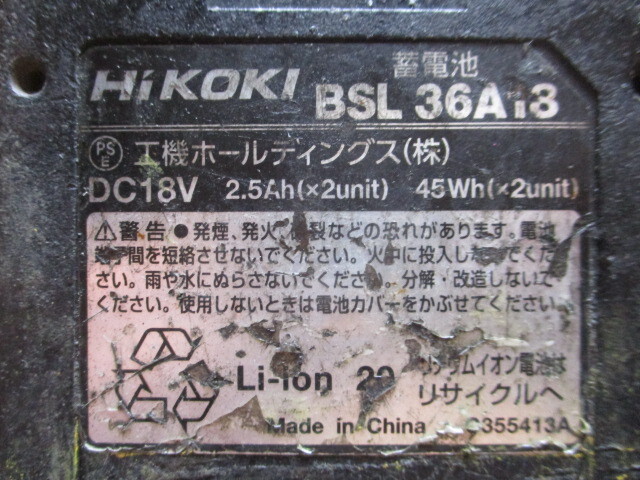 HiKOKI
蓄電池
BSL 36A18
PS
E
工機ホールディングス(株)
DC18V 2.5Ah(×2unit) 45Wh(×2unit)
⚠警告 ●発煙、発火、破裂などの恐れがあります。電池
端子間を短絡させないでください。火中に投入しないでくだ
さい。雨や水にぬらさないでください。分解・改造しないで
ください。使用しないときは電池カバーをかぶせてください。
Li-ion 20
リチウムイオン電池は
リサイクルへ
Made in China C355413A